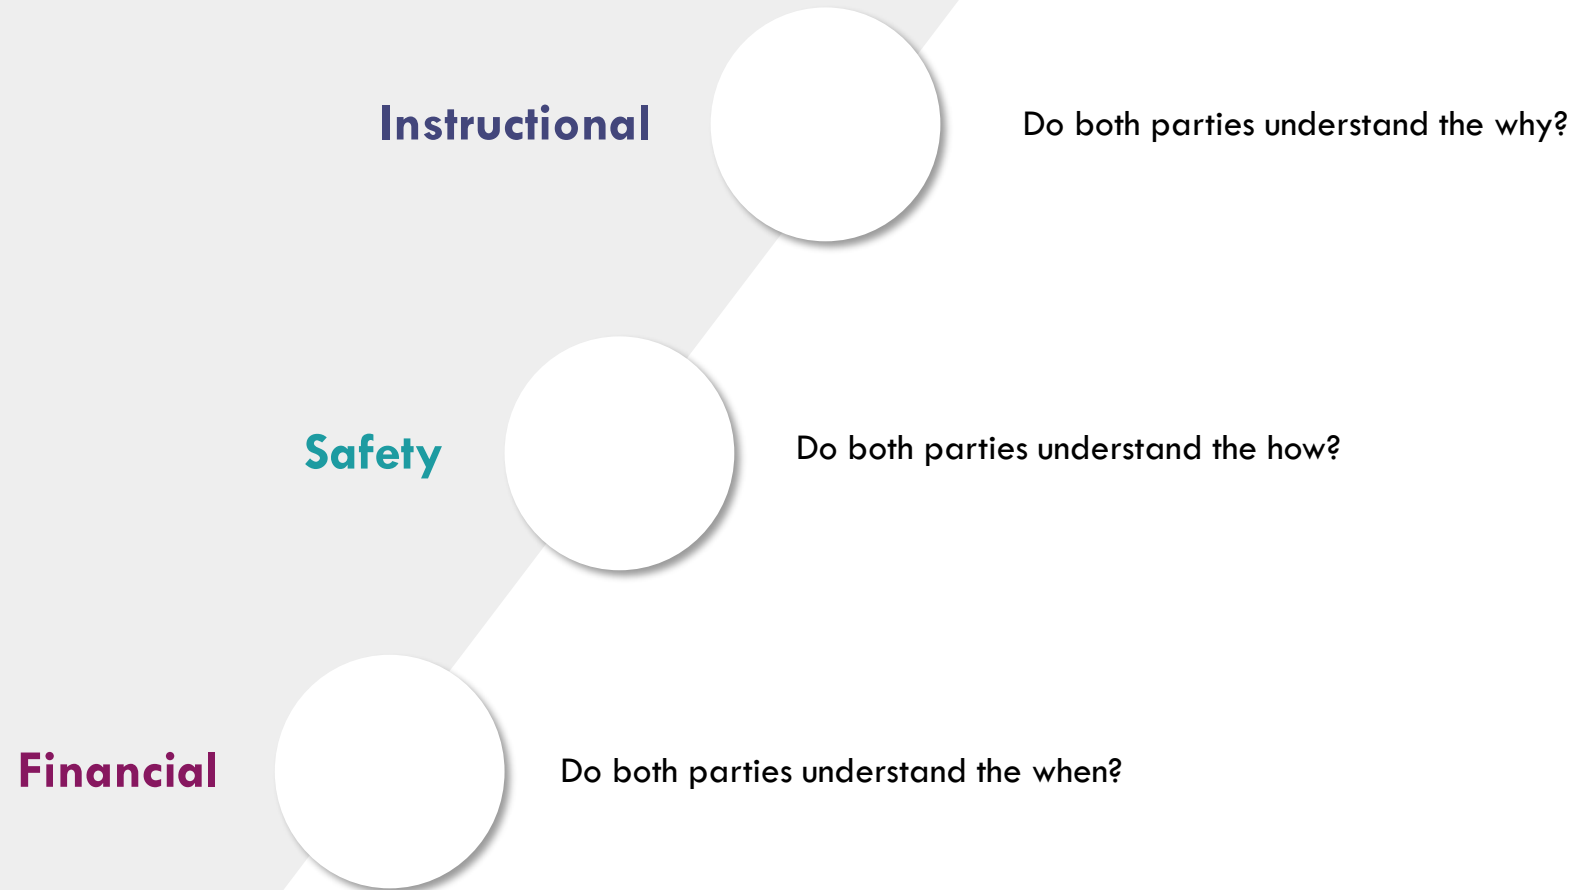 Instructional
Do both parties understand the why?
Safety
Do both parties understand the how?
Financial
Do both parties understand the when?